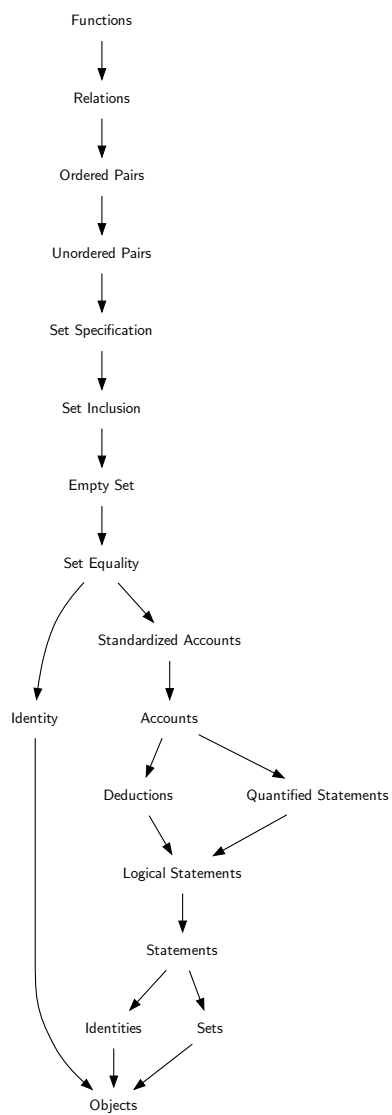 Functions
Relations
Ordered Pairs
Unordered Pairs
Set Specification
Set Inclusion
Empty Set
Set Equality
Standardized Accounts
Identity
Accounts
Deductions
Quantified Statements
Logical Statements
Statements
Identities
Sets
Objects